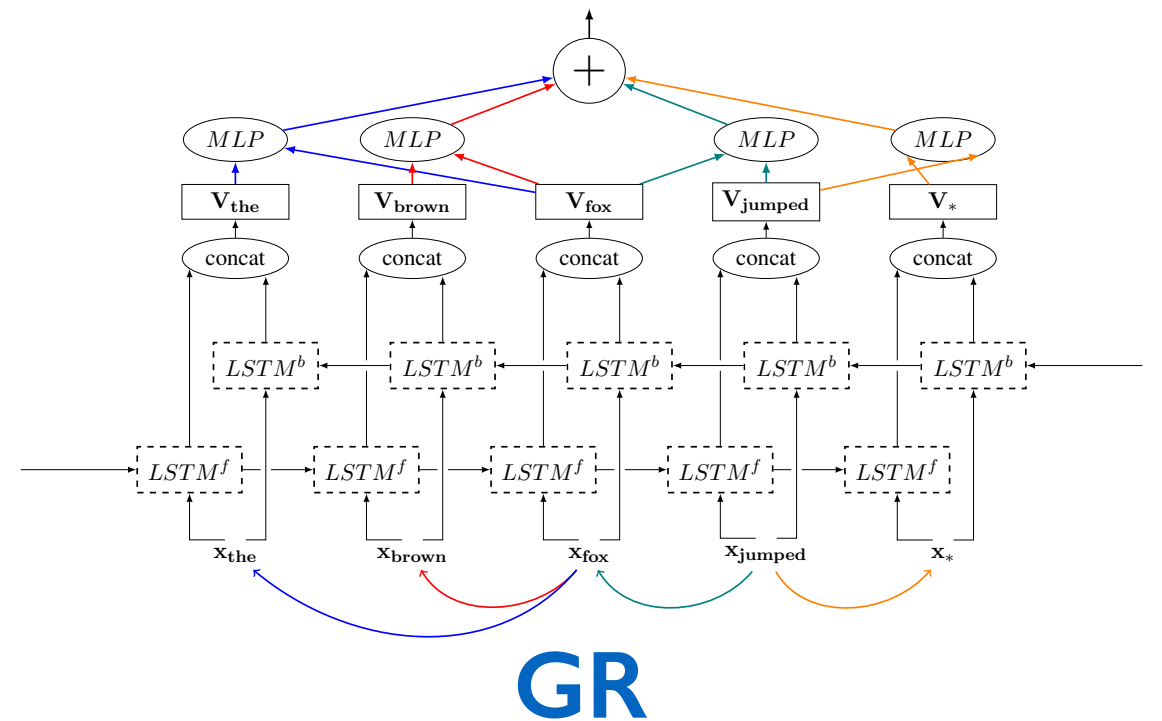 +
MLP MLP MLP MLP
V_the V_brown V_fox V_jumped V_*
concat concat concat concat concat
LSTM^b LSTM^b LSTM^b LSTM^b LSTM^b
LSTM^f LSTM^f LSTM^f LSTM^f LSTM^f
x_the x_brown x_fox x_jumped x_*
GR